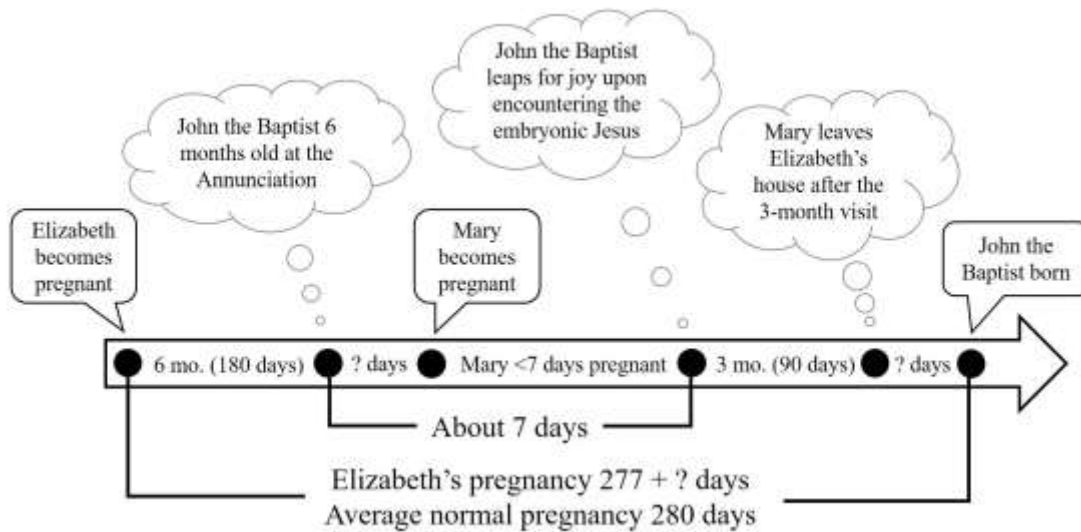 John the Baptist
leaps for joy upon
encountering the
embryonic Jesus
John the Baptist 6
months old at the
Annunciation
Mary leaves
Elizabeth’s
house after the
3-month visit
Elizabeth
becomes
pregnant
Mary
becomes
pregnant
John the
Baptist born
6 mo. (180 days)
? days
Mary <7 days pregnant
3 mo. (90 days)
? days
About 7 days
Elizabeth’s pregnancy 277 + ? days
Average normal pregnancy 280 days